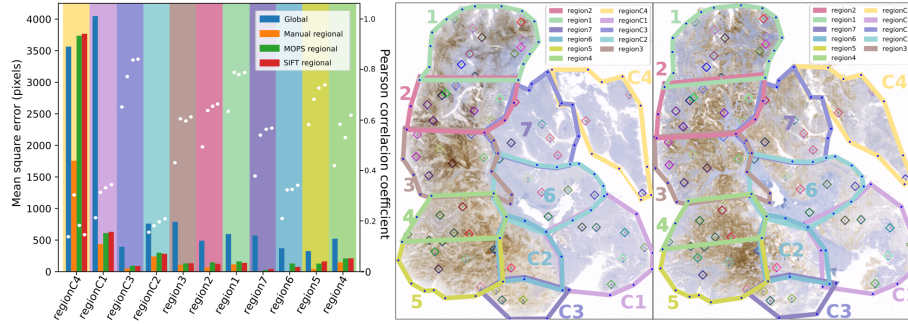 Mean square error (pixels)
4000
3500
3000
2500
2000
1500
1000
500
0
Global
Manual regional
MOPS regional
SIFT regional
1.0
0.8
0.6
0.4
0.2
0.0
Pearson correlacion coefficient
regionC4
regionC1
regionC3
regionC2
region3
region2
region1
region7
region6
region5
region4
region2
region1
region7
region6
region5
region4
regionC4
regionC1
regionC3
regionC2
region3
1
2
3
4
5
6
7
C1
C2
C3
C4
region2
region1
region7
region6
region5
region4
regionC4
region3
1
2
3
4
5
6
7
C2
C3
C4